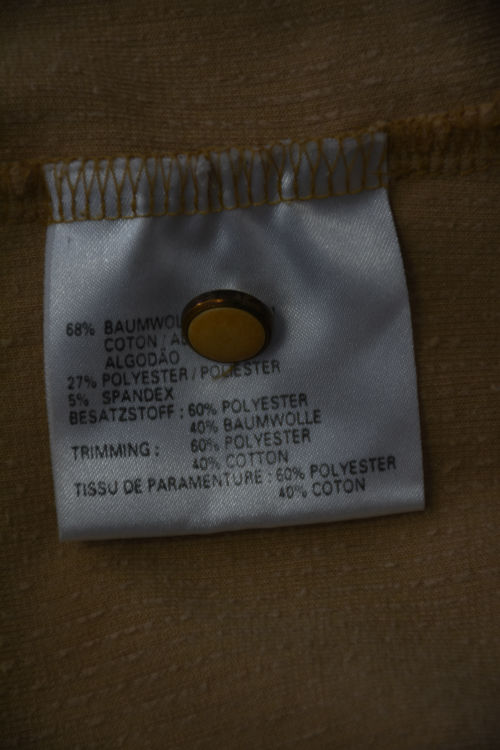 68% BAUMWOL
COTON / A
ALGODÃO
27% POLYESTER / POLIESTER
5% SPANDEX
BESATZSTOFF : 60% POLYESTER
40% BAUMWOLLE
TRIMMING : 60% POLYESTER
40% COTTON
TISSU DE PARAMENTURE : 60% POLYESTER
40% COTON